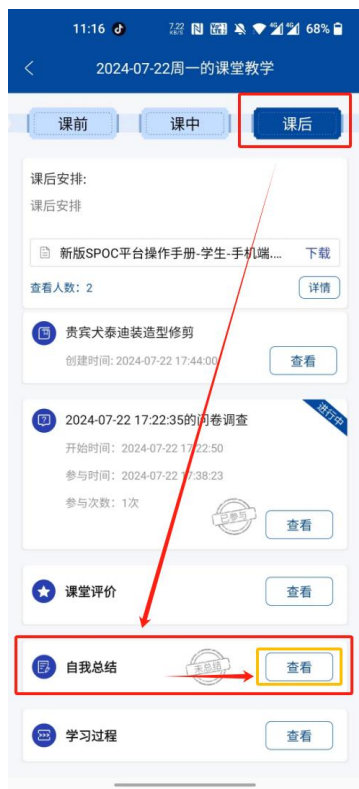 11:16
7.22 KB/S
68%
2024-07-22周一的课堂教学
课前
课中
课后
课后安排:
课后安排
新版SPOC平台操作手册-学生-手机端....
下载
查看人数：2
详情
贵宾犬泰迪装造型修剪
创建时间: 2024-07-22 17:44:00
查看
2024-07-22 17:22:35的问卷调查
进行中
开始时间：2024-07-22 17:22:50
参与时间：2024-07-22 17:38:23
参与次数：1次
已参与
查看
课堂评价
查看
自我总结
未总结
查看
学习过程
查看